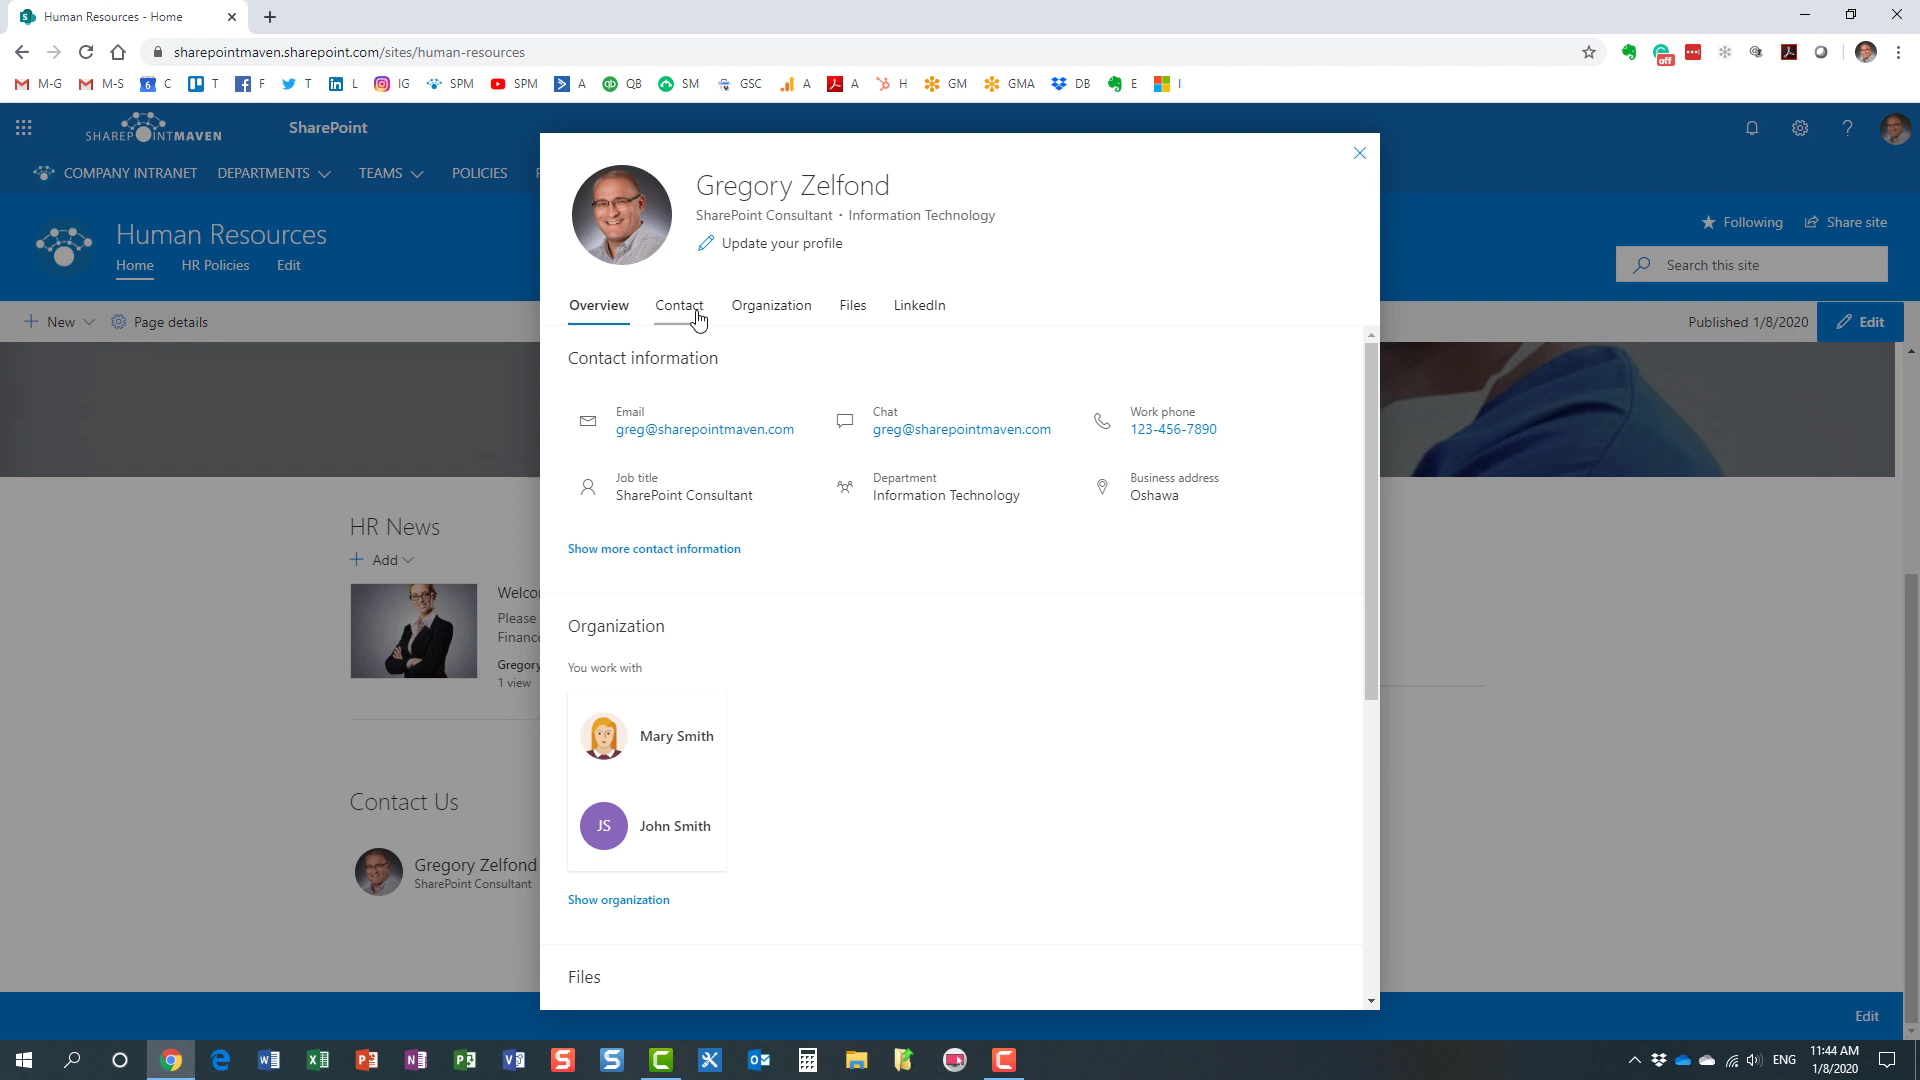 Human Resources - Home
sharepointmaven.sharepoint.com/sites/human-resources
off
M-G M-S 6 C T F T L IG SPM SPM A QB SM GSC A A H GM GMA DB E I
SHAREPOINTMAVEN SharePoint
COMPANY INTRANET DEPARTMENTS TEAMS POLICIES
Human Resources
Home HR Policies Edit
Following Share site
Search this site
New Page details
Published 1/8/2020 Edit
Gregory Zelfond
SharePoint Consultant · Information Technology
Update your profile
Overview Contact Organization Files LinkedIn
Contact information
Email Chat Work phone
greg@sharepointmaven.com greg@sharepointmaven.com 123-456-7890
Job title Department Business address
SharePoint Consultant Information Technology Oshawa
Show more contact information
Organization
You work with
Mary Smith
JS John Smith
Show organization
Files
HR News
Add
Welco
Please
Finance
Gregory
1 view
Contact Us
Gregory Zelfond
SharePoint Consultant
Edit
ENG 11:44 AM
1/8/2020